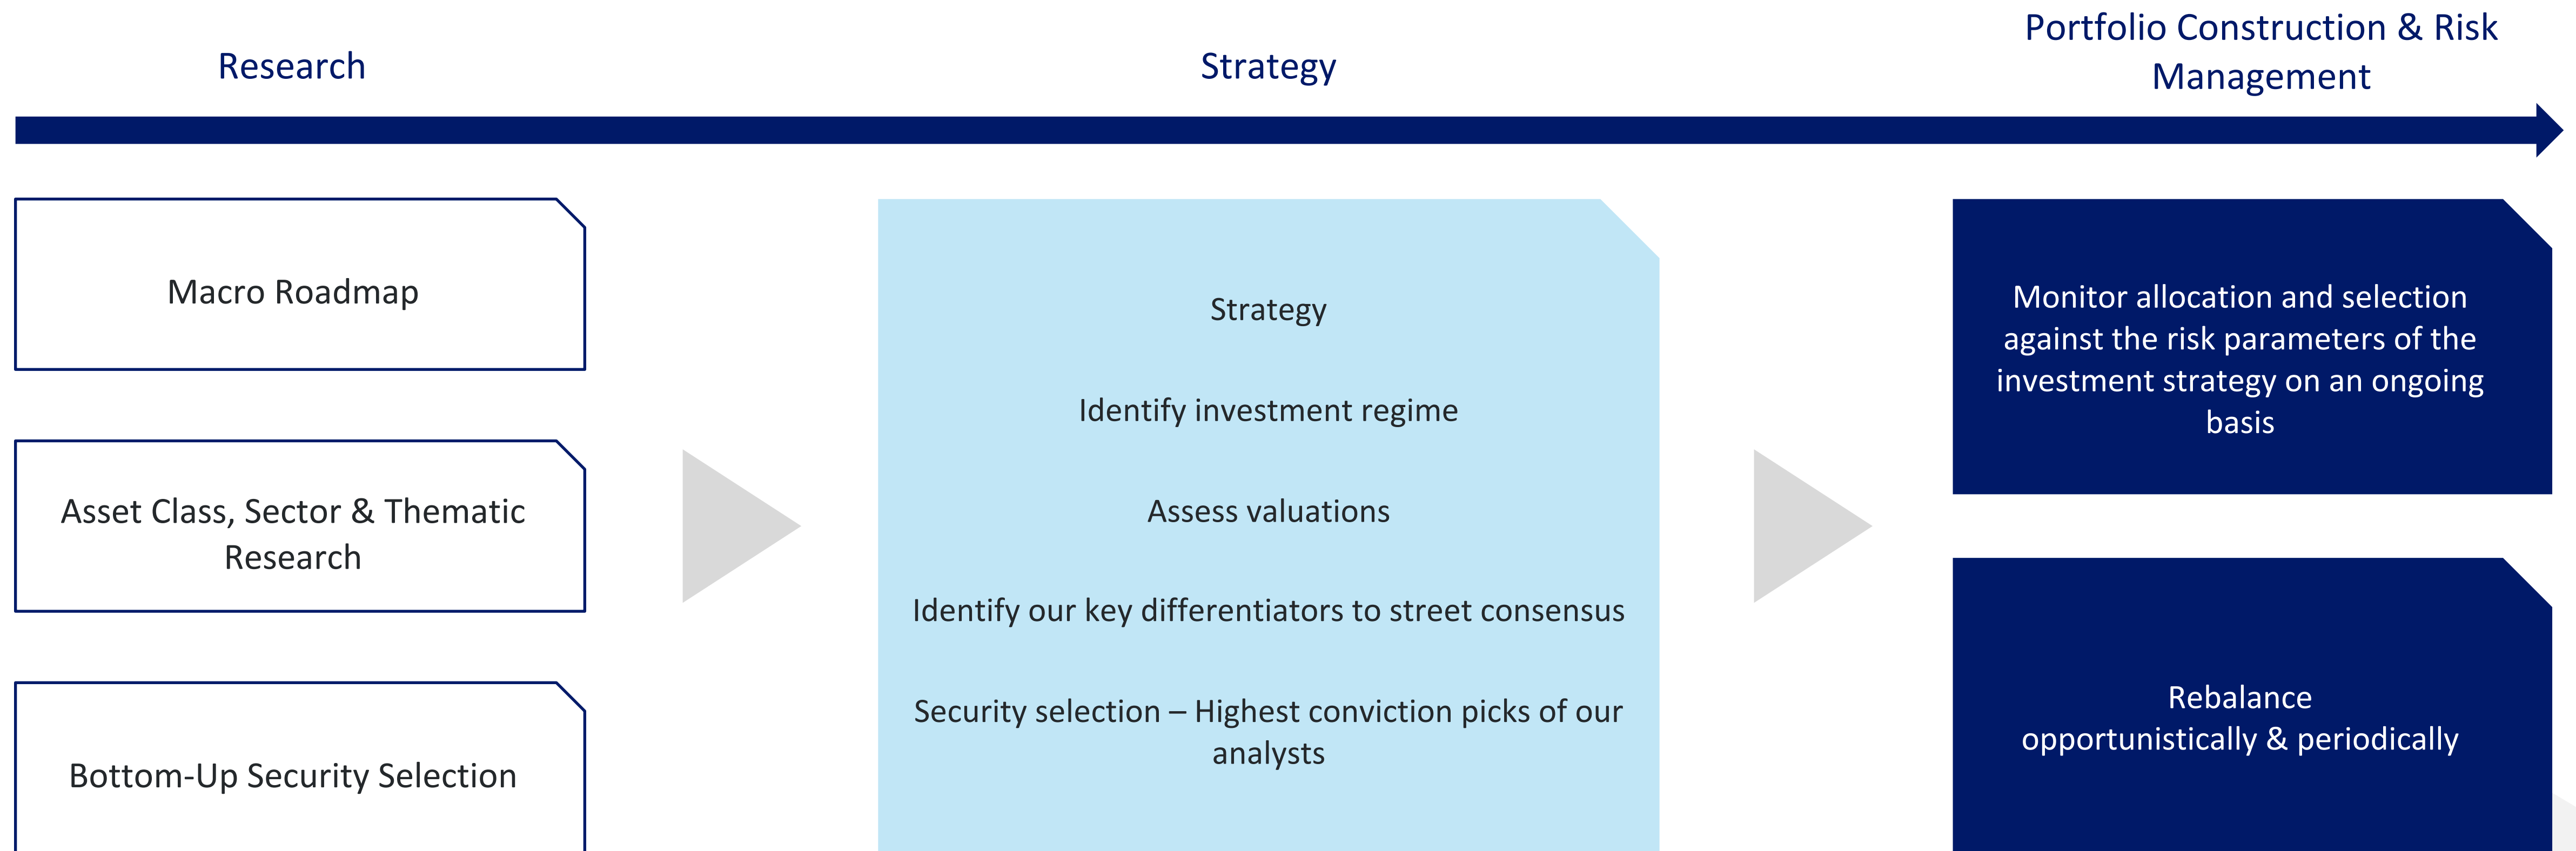 Research
Strategy
Portfolio Construction & Risk
Management
Macro Roadmap
Asset Class, Sector & Thematic
Research
Bottom-Up Security Selection
Strategy
Identify investment regime
Assess valuations
Identify our key differentiators to street consensus
Security selection – Highest conviction picks of our
analysts
Monitor allocation and selection
against the risk parameters of the
investment strategy on an ongoing
basis
Rebalance
opportunistically & periodically